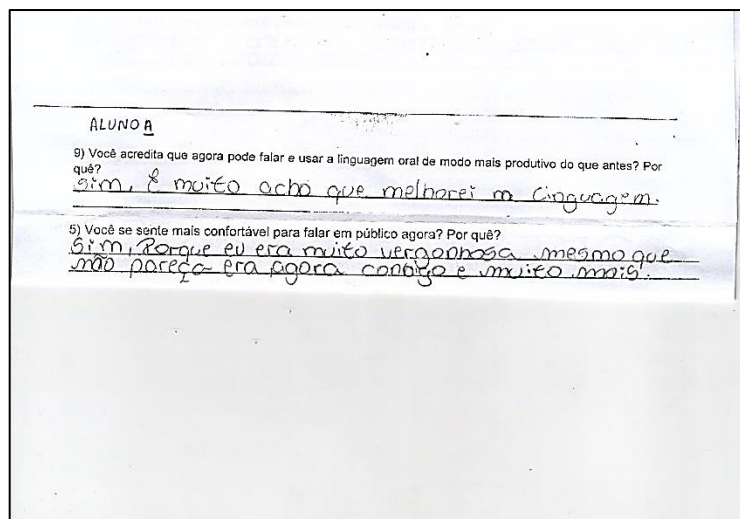 ALUNO A
9) Você acredita que agora pode falar e usar a linguagem oral de modo mais produtivo do que antes? Por
quê?
Sim, E muito acho que melhorei m linguagem.
5) Você se sente mais confortável para falar em público agora? Por quê?
Sim, Porque eu era muito vergonhosa mesmo que
não pareça era agora consigo e muito mais.